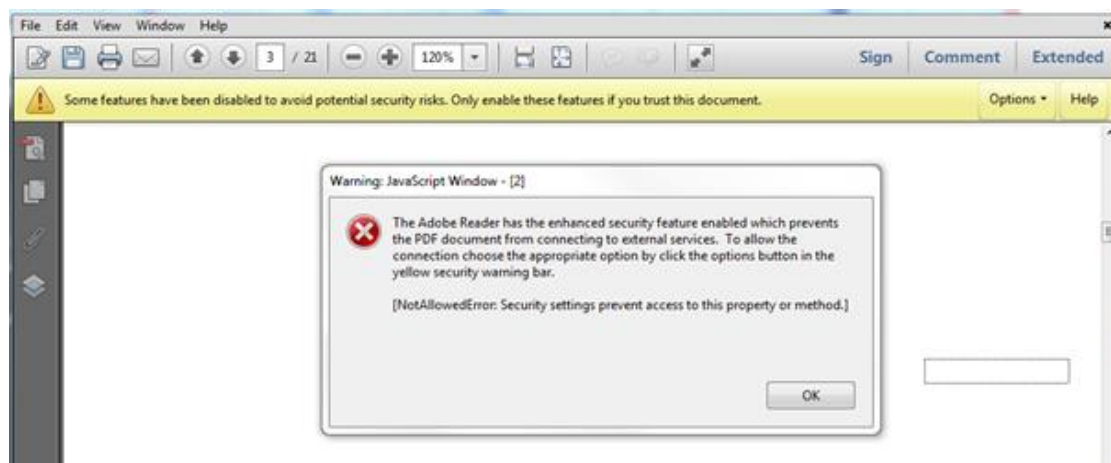 File Edit View Window Help
3 / 21 120% Sign Comment Extended
Some features have been disabled to avoid potential security risks. Only enable these features if you trust this document. Options Help
Warning: JavaScript Window - [2]
The Adobe Reader has the enhanced security feature enabled which prevents
the PDF document from connecting to external services. To allow the
connection choose the appropriate option by click the options button in the
yellow security warning bar.
[NotAllowedError: Security settings prevent access to this property or method.]
OK